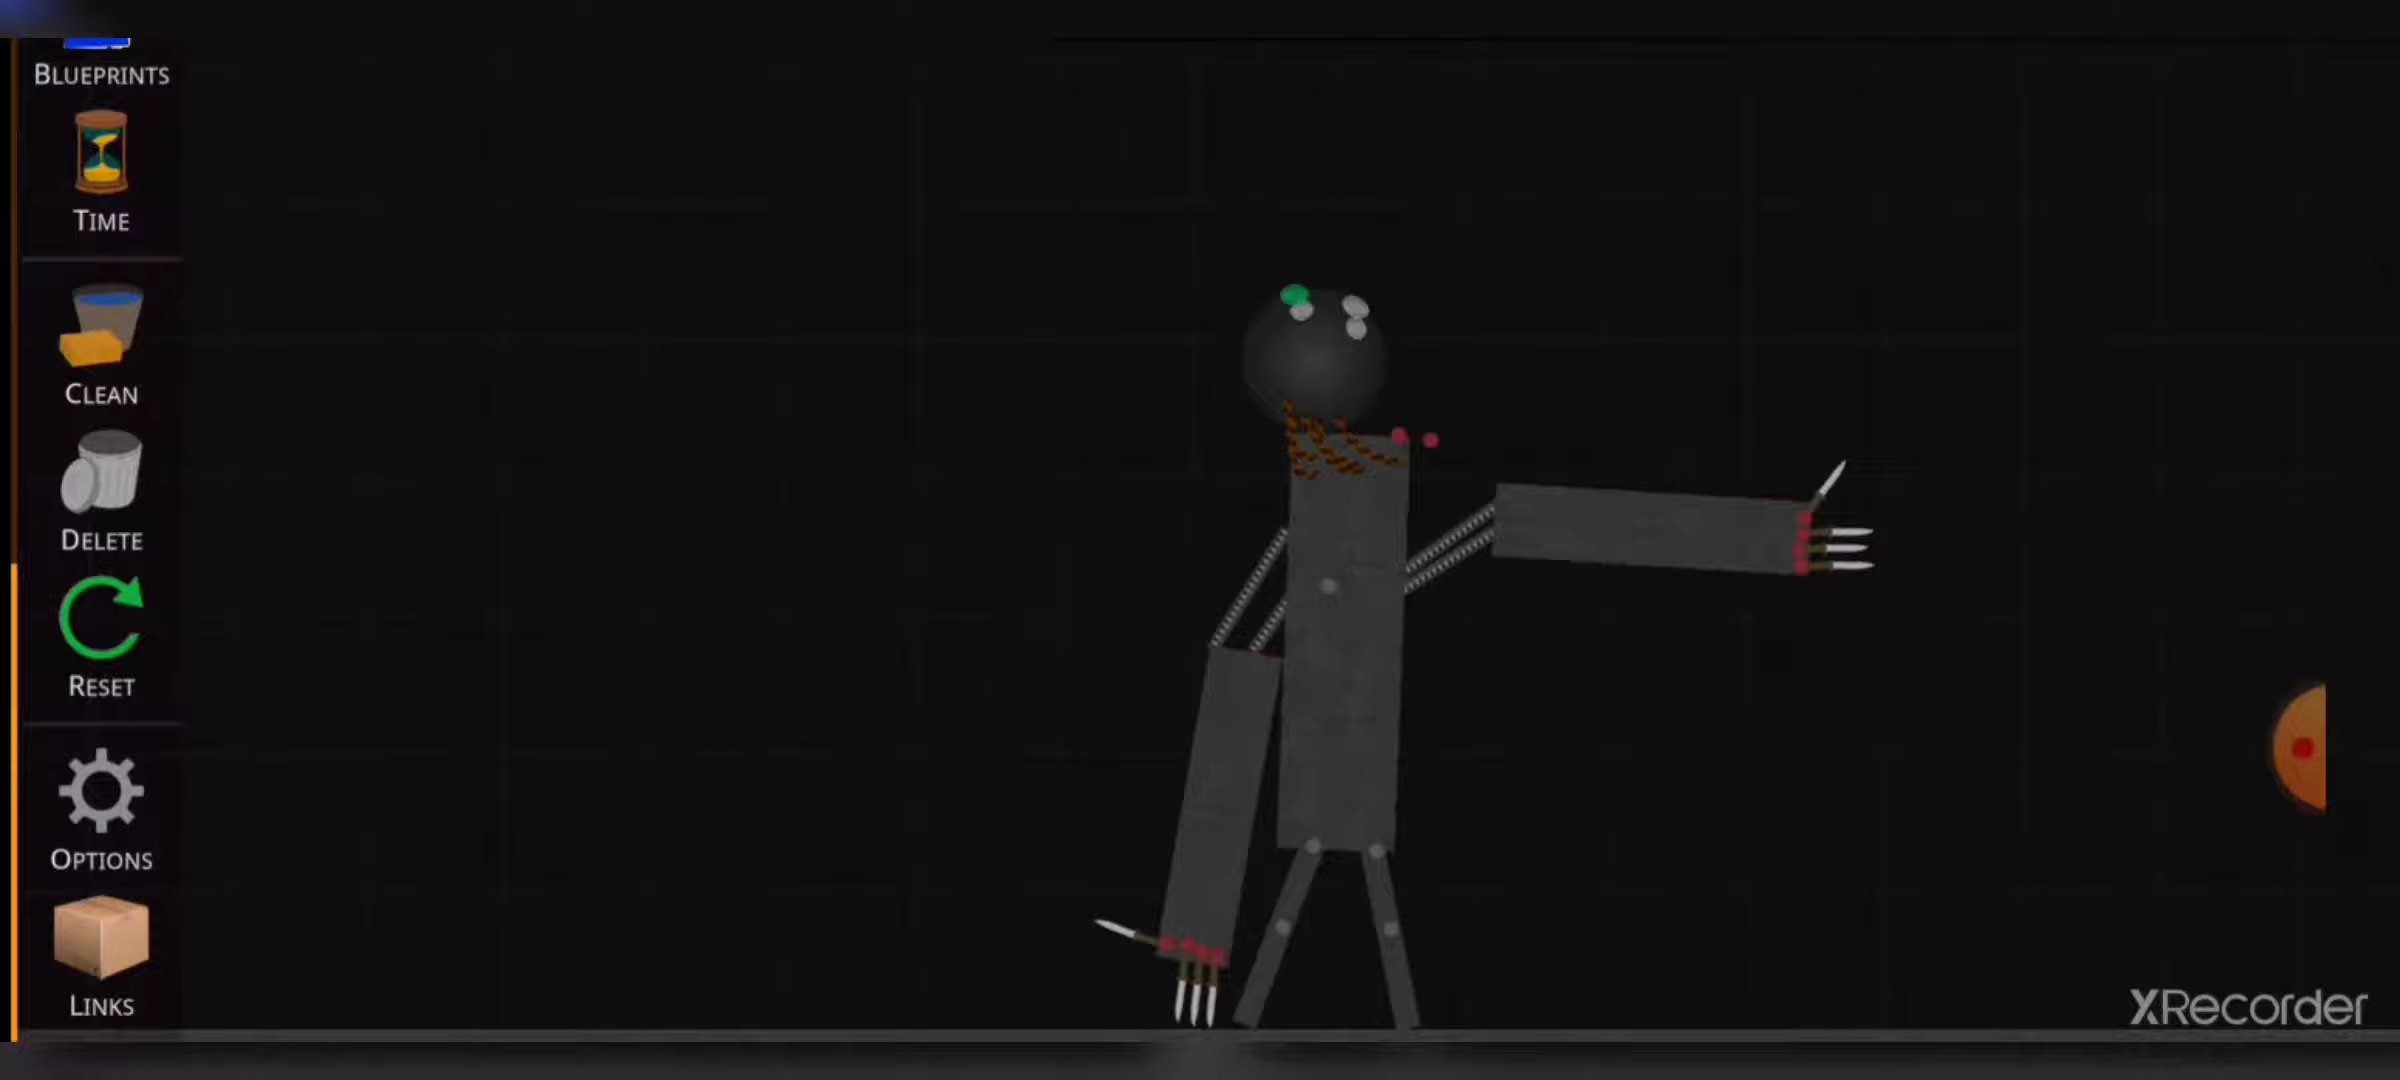 BLUEPRINTS
TIME
CLEAN
DELETE
RESET
OPTIONS
LINKS
XRecorder